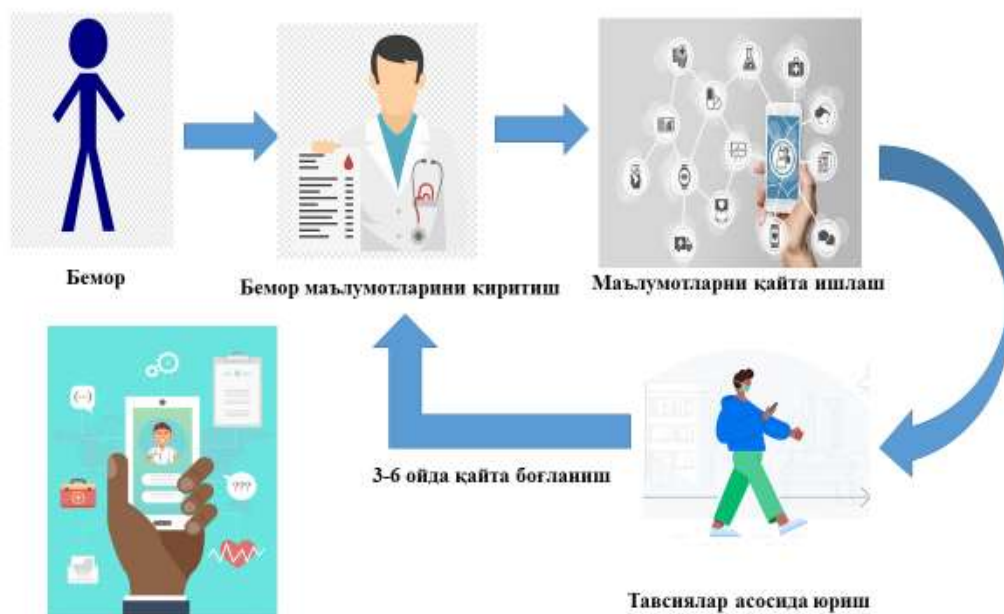 Бемор
Бемор маълумотларини киритиш
Маълумотларни қайта ишлаш
???
3-6 ойда қайта боғланиш
Тавсиялар асосида юриш